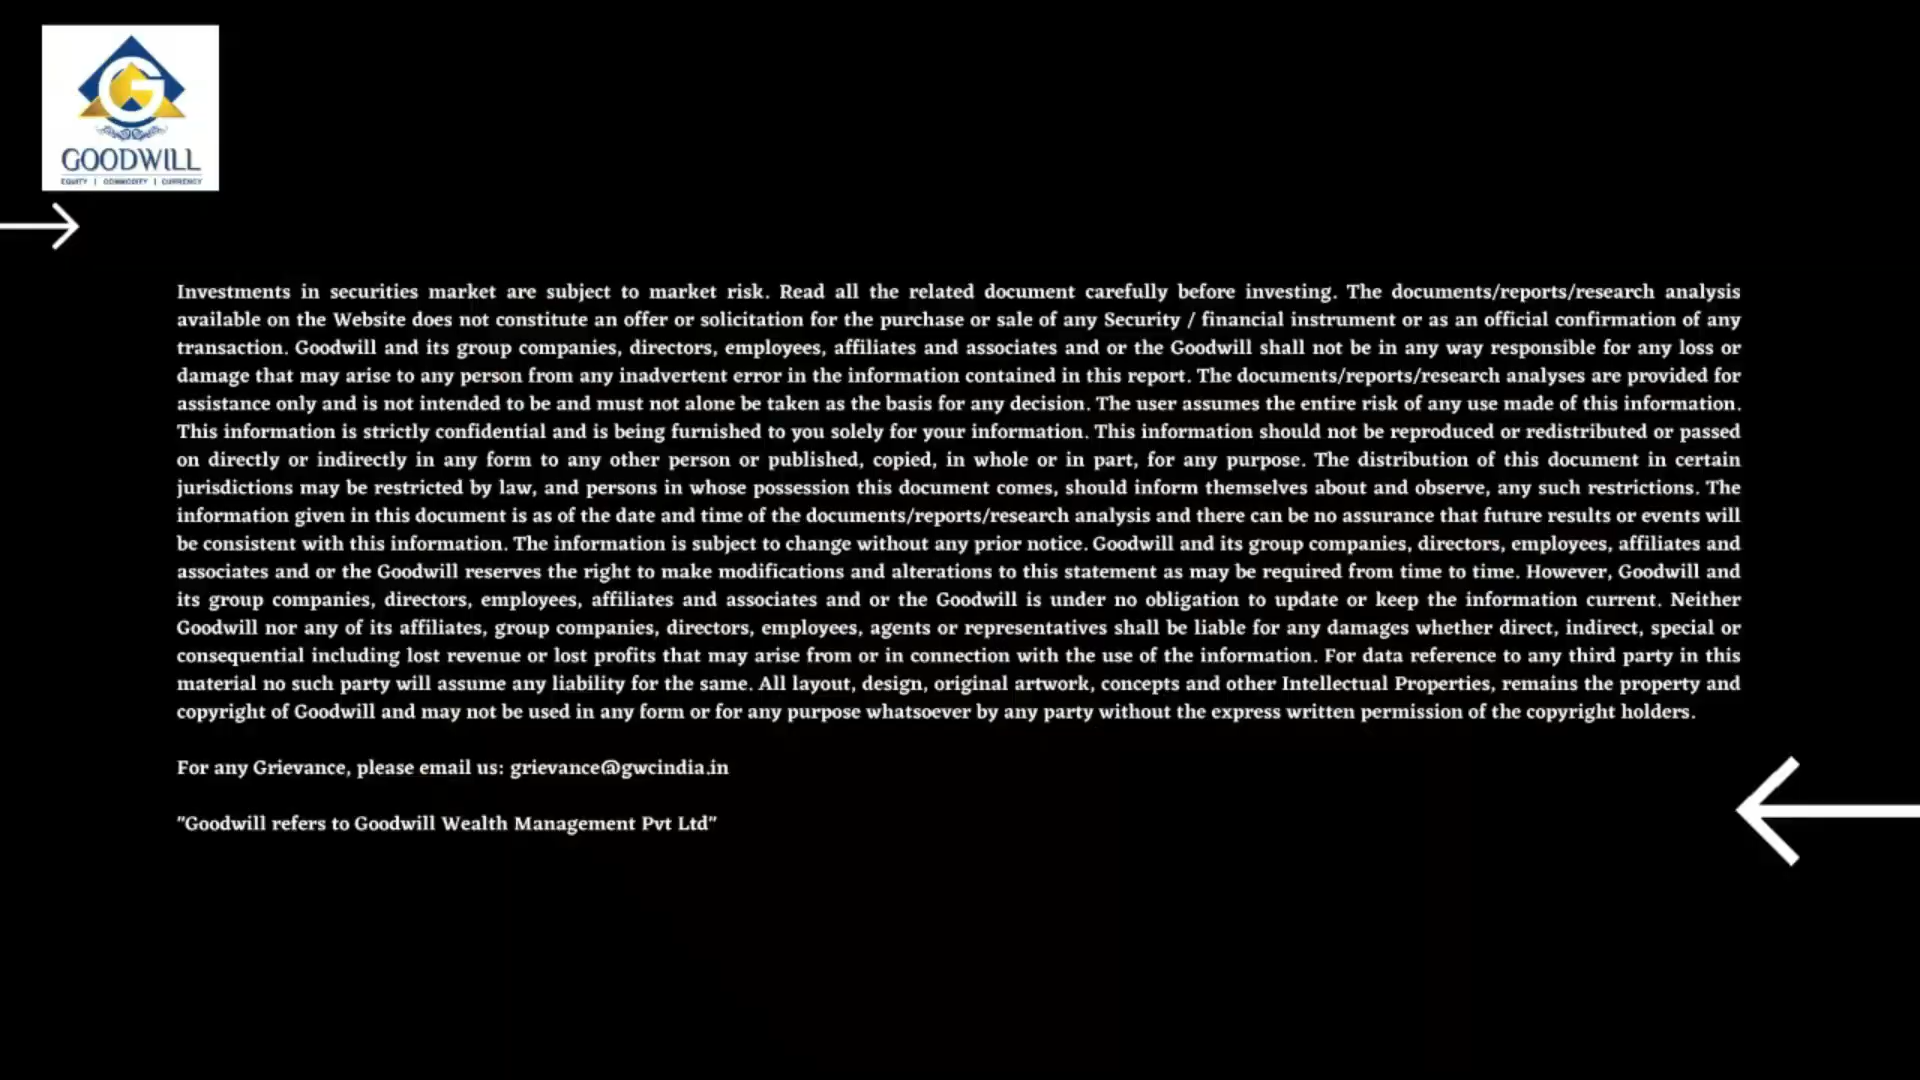 GOODWILL
EQUITY | COMMODITY | CURRENCY
Investments in securities market are subject to market risk. Read all the related document carefully before investing. The documents/reports/research analysis
available on the Website does not constitute an offer or solicitation for the purchase or sale of any Security / financial instrument or as an official confirmation of any
transaction. Goodwill and its group companies, directors, employees, affiliates and associates and or the Goodwill shall not be in any way responsible for any loss or
damage that may arise to any person from any inadvertent error in the information contained in this report. The documents/reports/research analyses are provided for
assistance only and is not intended to be and must not alone be taken as the basis for any decision. The user assumes the entire risk of any use made of this information.
This information is strictly confidential and is being furnished to you solely for your information. This information should not be reproduced or redistributed or passed
on directly or indirectly in any form to any other person or published, copied, in whole or in part, for any purpose. The distribution of this document in certain
jurisdictions may be restricted by law, and persons in whose possession this document comes, should inform themselves about and observe, any such restrictions. The
information given in this document is as of the date and time of the documents/reports/research analysis and there can be no assurance that future results or events will
be consistent with this information. The information is subject to change without any prior notice. Goodwill and its group companies, directors, employees, affiliates and
associates and or the Goodwill reserves the right to make modifications and alterations to this statement as may be required from time to time. However, Goodwill and
its group companies, directors, employees, affiliates and associates and or the Goodwill is under no obligation to update or keep the information current. Neither
Goodwill nor any of its affiliates, group companies, directors, employees, agents or representatives shall be liable for any damages whether direct, indirect, special or
consequential including lost revenue or lost profits that may arise from or in connection with the use of the information. For data reference to any third party in this
material no such party will assume any liability for the same. All layout, design, original artwork, concepts and other Intellectual Properties, remains the property and
copyright of Goodwill and may not be used in any form or for any purpose whatsoever by any party without the express written permission of the copyright holders.
For any Grievance, please email us: grievance@gwcindia.in
"Goodwill refers to Goodwill Wealth Management Pvt Ltd"